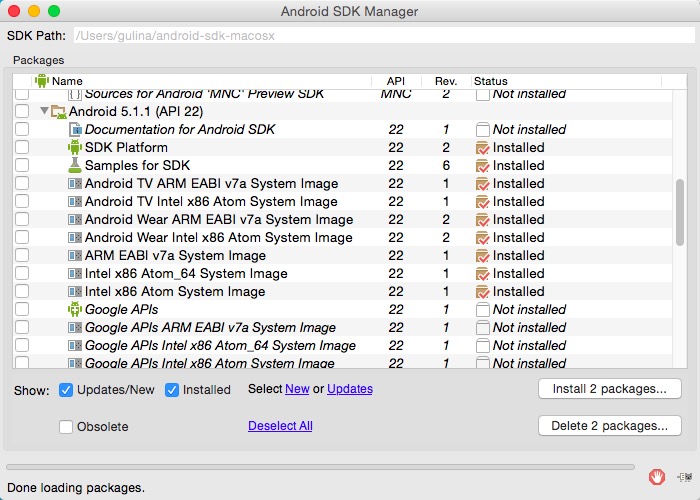 Android SDK Manager
SDK Path: /Users/gulina/android-sdk-macosx
Packages
Name API Rev. Status
Sources for Android 'MNC' Preview SDK MNC 2 Not installed
Android 5.1.1 (API 22)
Documentation for Android SDK 22 1 Not installed
SDK Platform 22 2 Installed
Samples for SDK 22 6 Installed
Android TV ARM EABI v7a System Image 22 1 Installed
Android TV Intel x86 Atom System Image 22 1 Installed
Android Wear ARM EABI v7a System Image 22 2 Installed
Android Wear Intel x86 Atom System Image 22 2 Installed
ARM EABI v7a System Image 22 1 Installed
Intel x86 Atom_64 System Image 22 1 Installed
Intel x86 Atom System Image 22 1 Installed
Google APIs 22 1 Not installed
Google APIs ARM EABI v7a System Image 22 1 Not installed
Google APIs Intel x86 Atom_64 System Image 22 1 Not installed
Google APIs Intel x86 Atom System Image 22 1 Not installed
Show: Updates/New Installed Select New or Updates Install 2 packages...
Obsolete Deselect All Delete 2 packages...
Done loading packages.